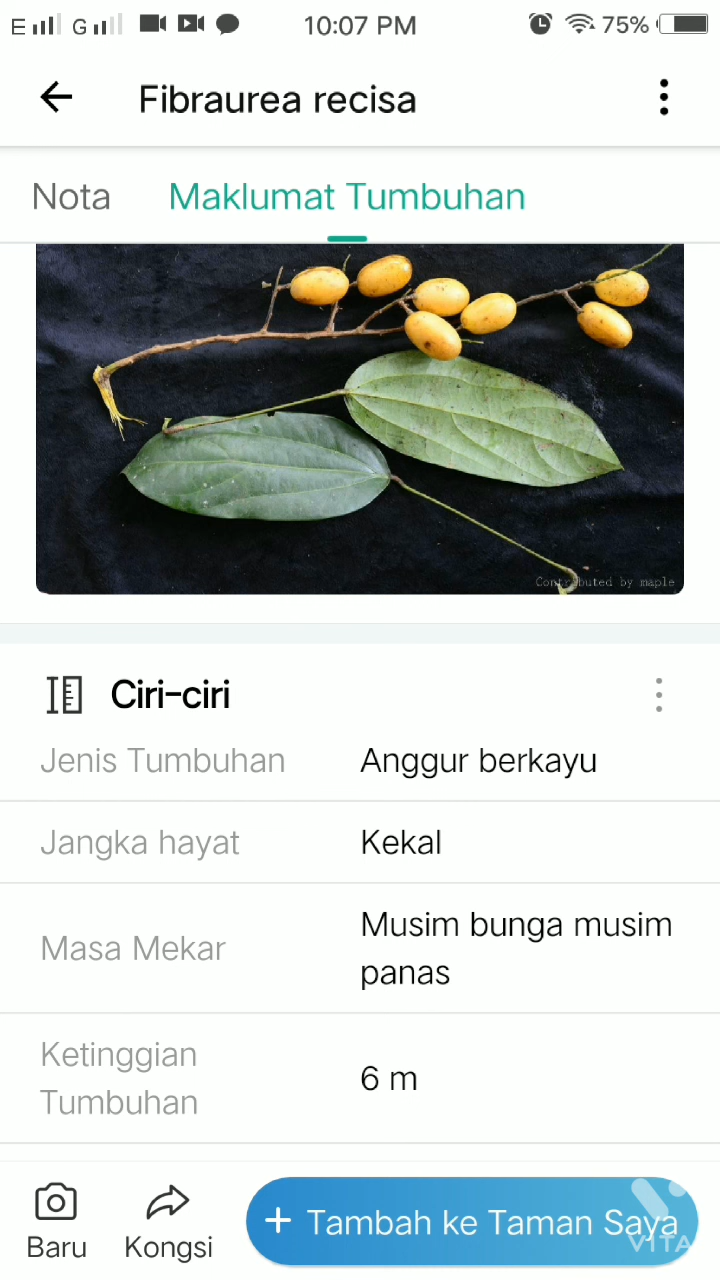 E G 10:07 PM 75%
Fibraurea recisa
Nota Maklumat Tumbuhan
Contributed by maple
Ciri-ciri
Jenis Tumbuhan Anggur berkayu
Jangka hayat Kekal
Masa Mekar Musim bunga musim
panas
Ketinggian
Tumbuhan 6 m
Baru Kongsi + Tambah ke Taman Saya
VITA